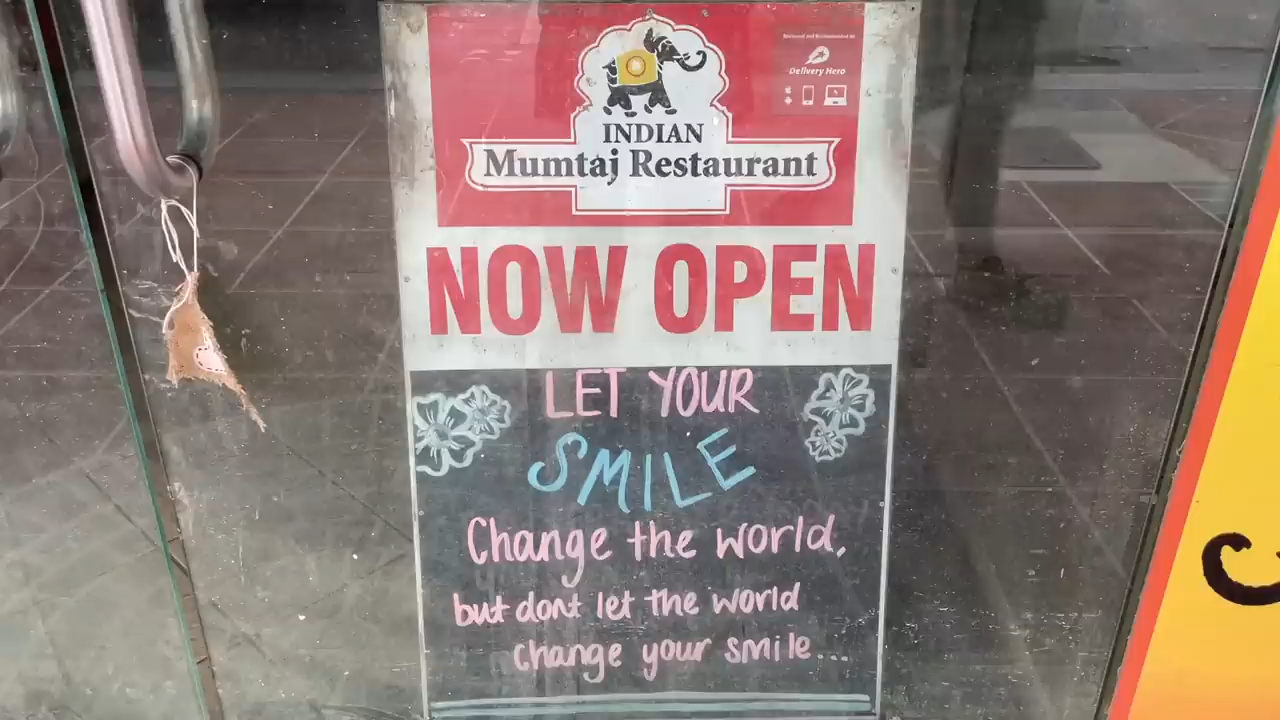 Delivery Hero
INDIAN
Mumtaj Restaurant
NOW OPEN
LET YOUR
SMILE
Change the world,
but dont let the world
change your smile...